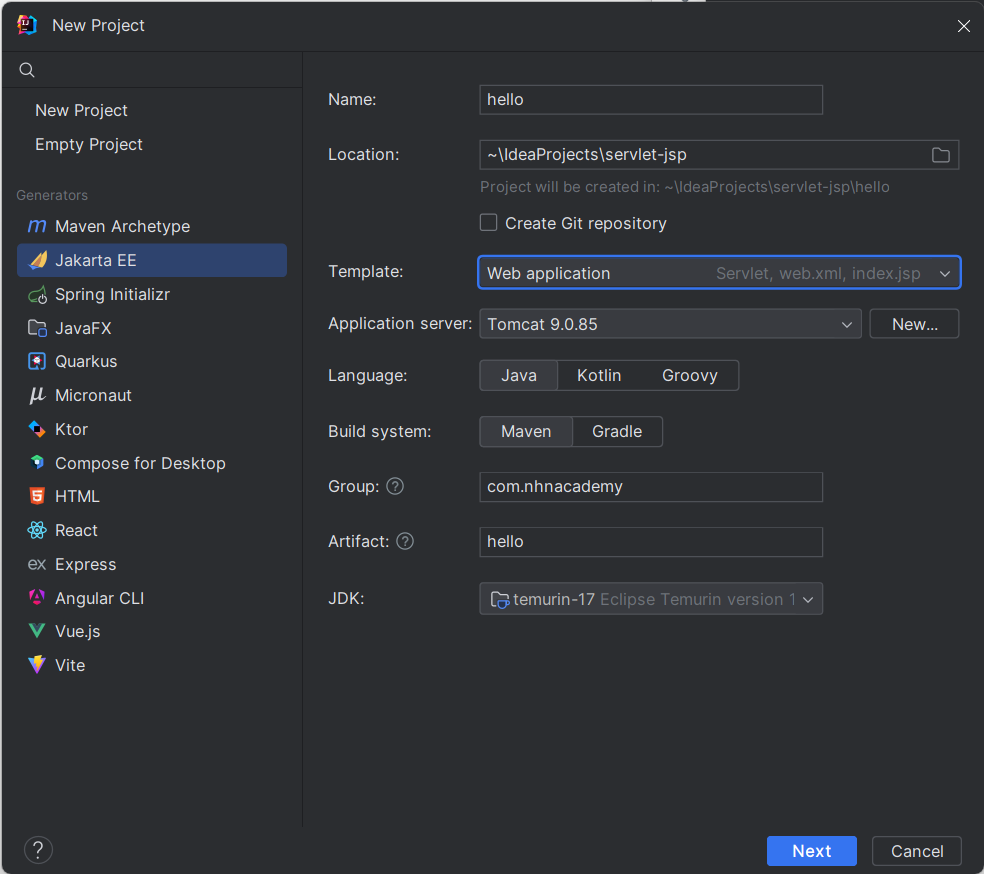 New Project
New Project
Empty Project
Generators
Maven Archetype
Jakarta EE
Spring Initializr
JavaFX
Quarkus
Micronaut
Ktor
Compose for Desktop
HTML
React
Express
Angular CLI
Vue.js
Vite
Name: hello
Location: ~\IdeaProjects\servlet-jsp
Project will be created in: ~\IdeaProjects\servlet-jsp\hello
Create Git repository
Template: Web application Servlet, web.xml, index.jsp
Application server: Tomcat 9.0.85 New...
Language: Java Kotlin Groovy
Build system: Maven Gradle
Group: ? com.nhnacademy
Artifact: ? hello
JDK: temurin-17 Eclipse Temurin version 1
? Next Cancel